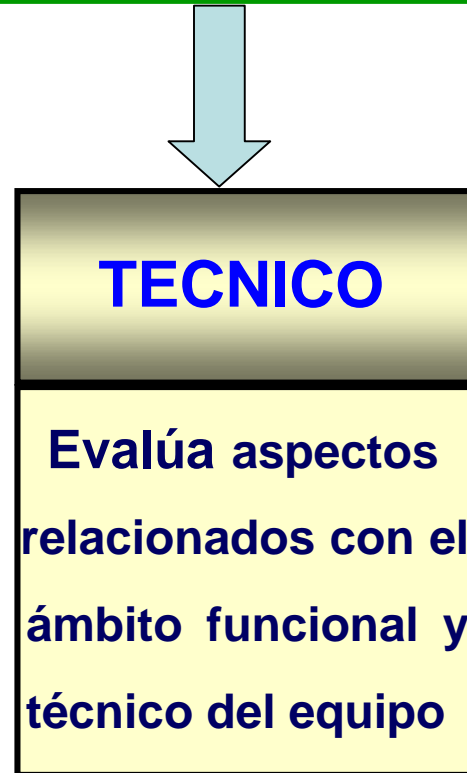 TECNICO
Evalúa aspectos
relacionados con el
ámbito funcional y
técnico del equipo